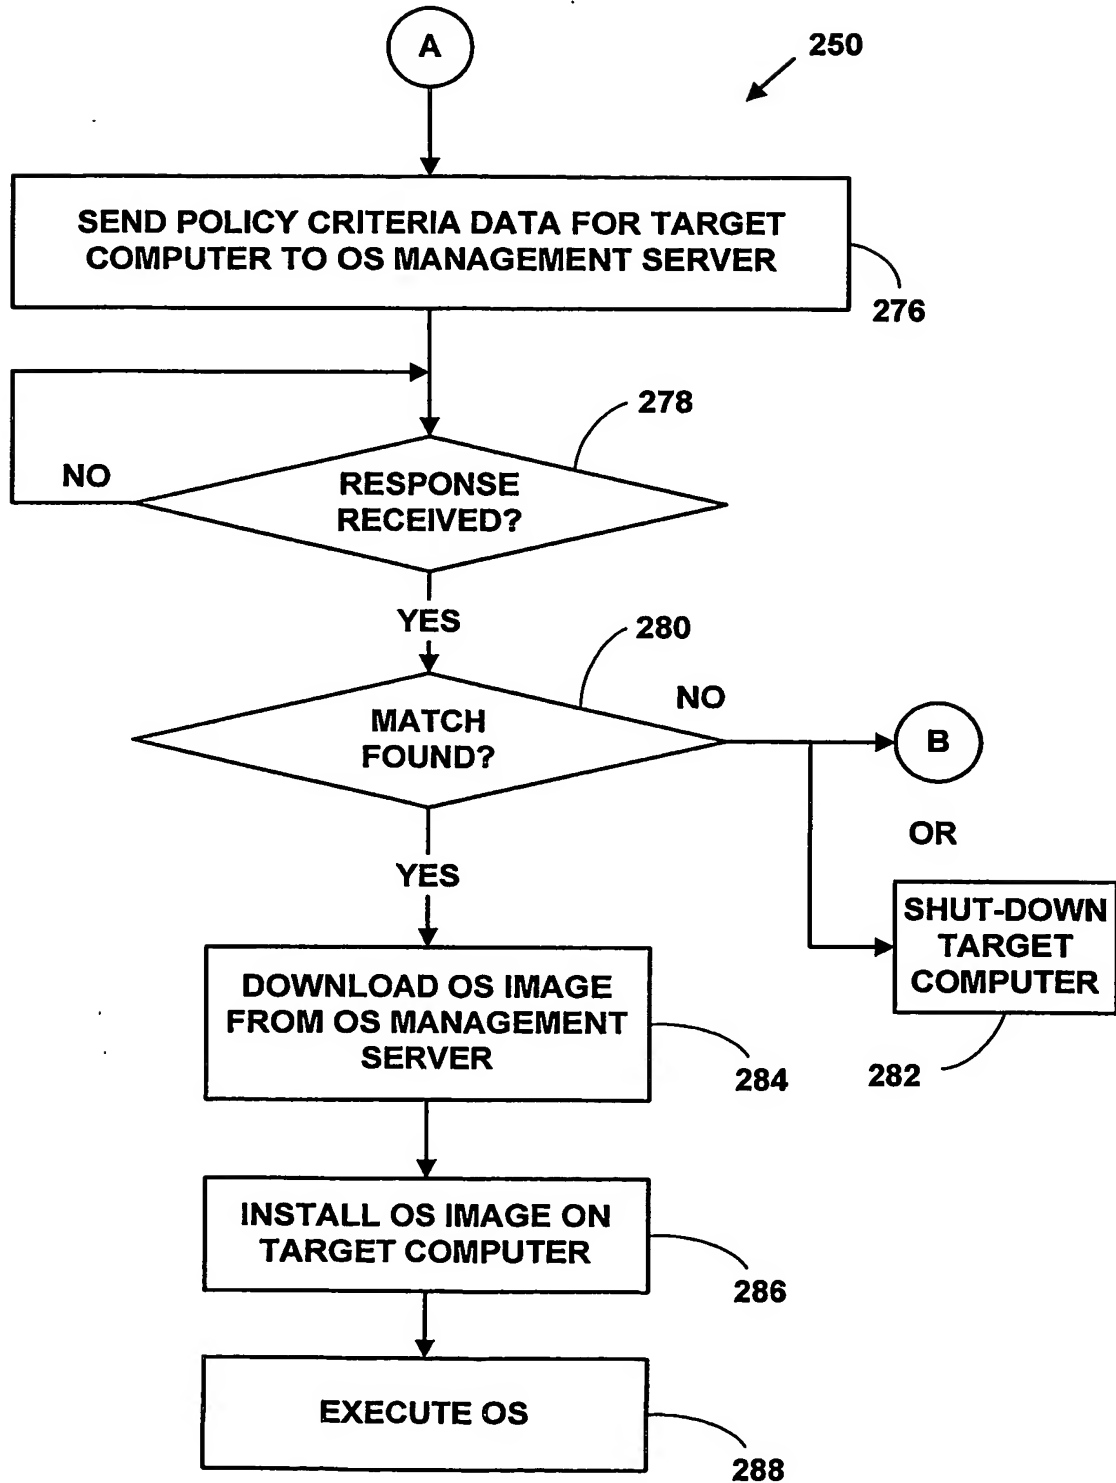 A
250
SEND POLICY CRITERIA DATA FOR TARGET
COMPUTER TO OS MANAGEMENT SERVER
276
278
NO
RESPONSE
RECEIVED?
YES
280
NO
MATCH
FOUND?
B
OR
YES
SHUT-DOWN
TARGET
COMPUTER
282
DOWNLOAD OS IMAGE
FROM OS MANAGEMENT
SERVER
284
INSTALL OS IMAGE ON
TARGET COMPUTER
286
EXECUTE OS
288